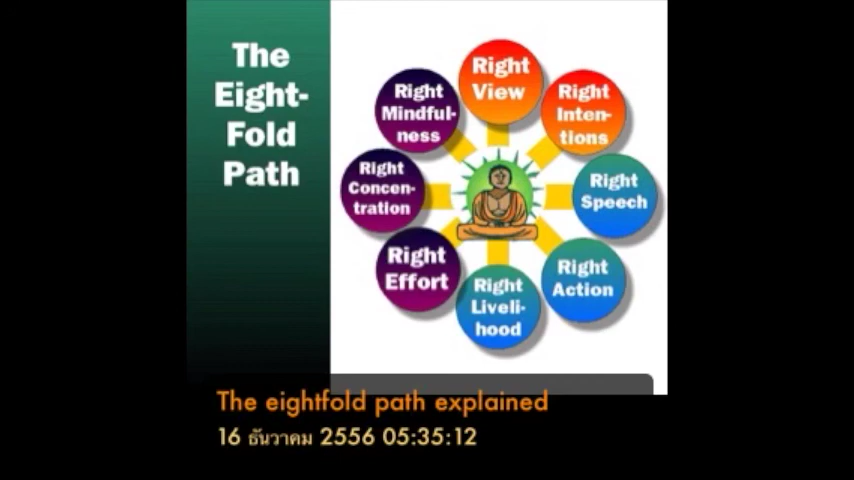 The
Eight-
Fold
Path
Right
View
Right
Inten-
tions
Right
Speech
Right
Action
Right
Liveli-
hood
Right
Effort
Right
Concen-
tration
Right
Mindful-
ness
The eightfold path explained
16 ธันวาคม 2556 05:35:12